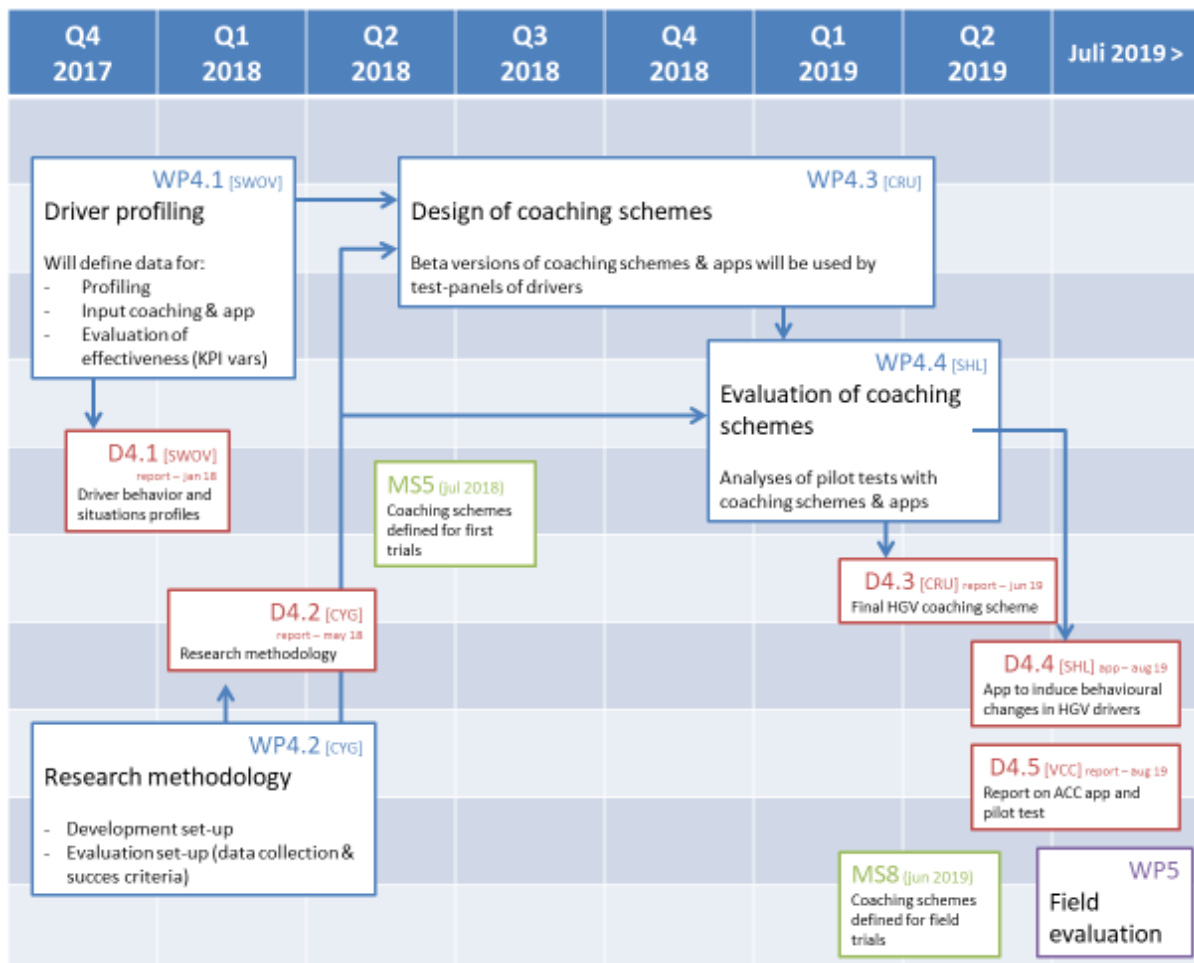 Q4 2017
Q1 2018
Q2 2018
Q3 2018
Q4 2018
Q1 2019
Q2 2019
Juli 2019 >
WP4.1 [SWOV]
Driver profiling
Will define data for:
- Profiling
- Input coaching & app
- Evaluation of
effectiveness (KPI vars)
WP4.3 [CRU]
Design of coaching schemes
Beta versions of coaching schemes & apps will be used by
test-panels of drivers
WP4.4 [SHL]
Evaluation of coaching
schemes
Analyses of pilot tests with
coaching schemes & apps
D4.1 [SWOV]
report – jan 18
Driver behavior and
situations profiles
MS5 (jul 2018)
Coaching schemes
defined for first
trials
D4.2 [CYG]
report – may 18
Research methodology
D4.3 [CRU] report – jun 19
Final HGV coaching scheme
D4.4 [SHL] app – aug 19
App to induce behavioural
changes in HGV drivers
WP4.2 [CYG]
Research methodology
- Development set-up
- Evaluation set-up (data collection &
succes criteria)
D4.5 [VCC] report – aug 19
Report on ACC app and
pilot test
MS8 (jun 2019)
Coaching schemes
defined for field
trials
WP5
Field
evaluation